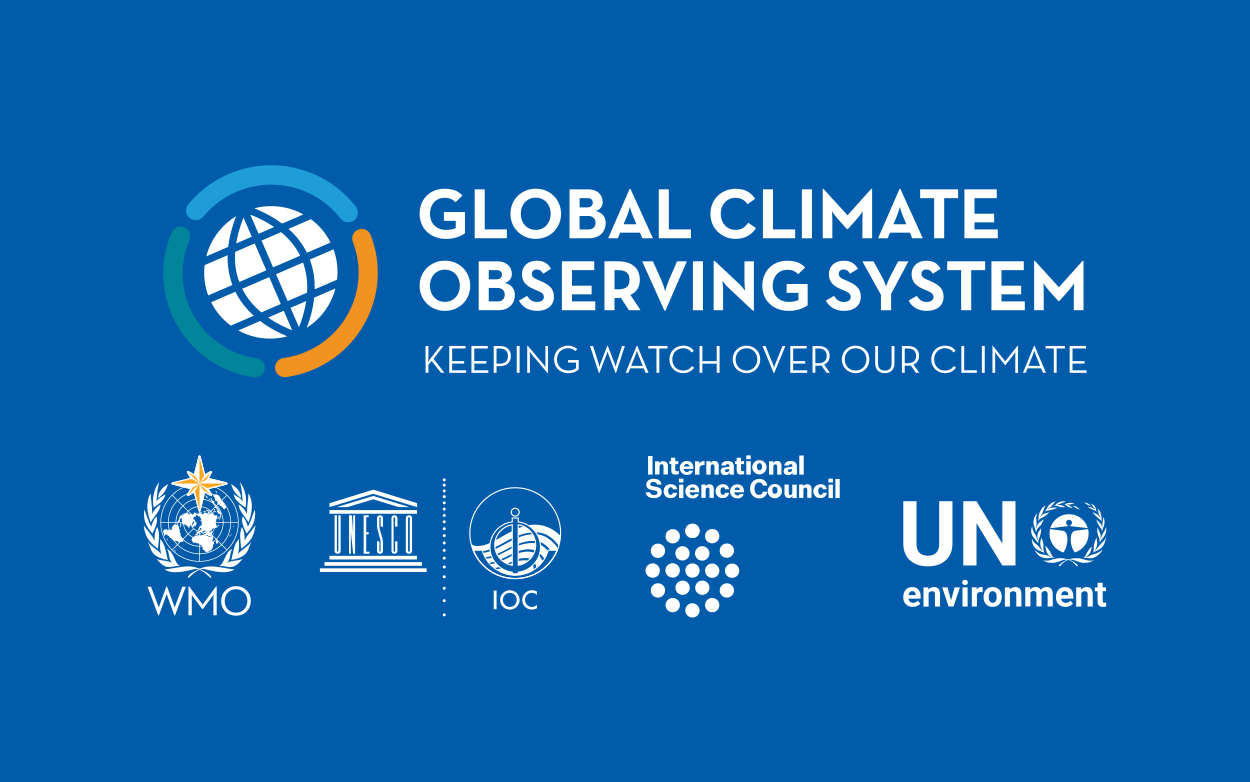 GLOBAL CLIMATE
OBSERVING SYSTEM
KEEPING WATCH OVER OUR CLIMATE
WMO
UNESCO
IOC
International
Science Council
UN
environment